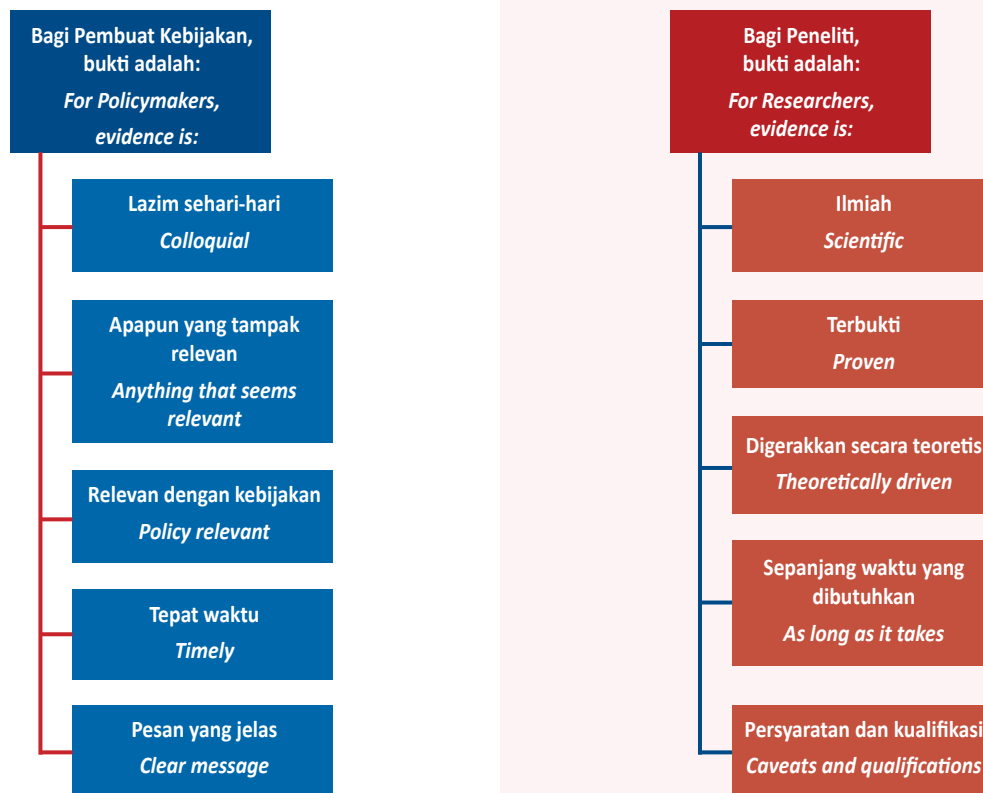 Bagi Pembuat Kebijakan,
bukti adalah:
For Policymakers,
evidence is:
Lazim sehari-hari
Colloquial
Apapun yang tampak
relevan
Anything that seems
relevant
Relevan dengan kebijakan
Policy relevant
Tepat waktu
Timely
Pesan yang jelas
Clear message
Bagi Peneliti,
bukti adalah:
For Researchers,
evidence is:
Ilmiah
Scientific
Terbukti
Proven
Digerakkan secara teoretis
Theoretically driven
Sepanjang waktu yang
dibutuhkan
As long as it takes
Persyaratan dan kualifikasi
Caveats and qualifications